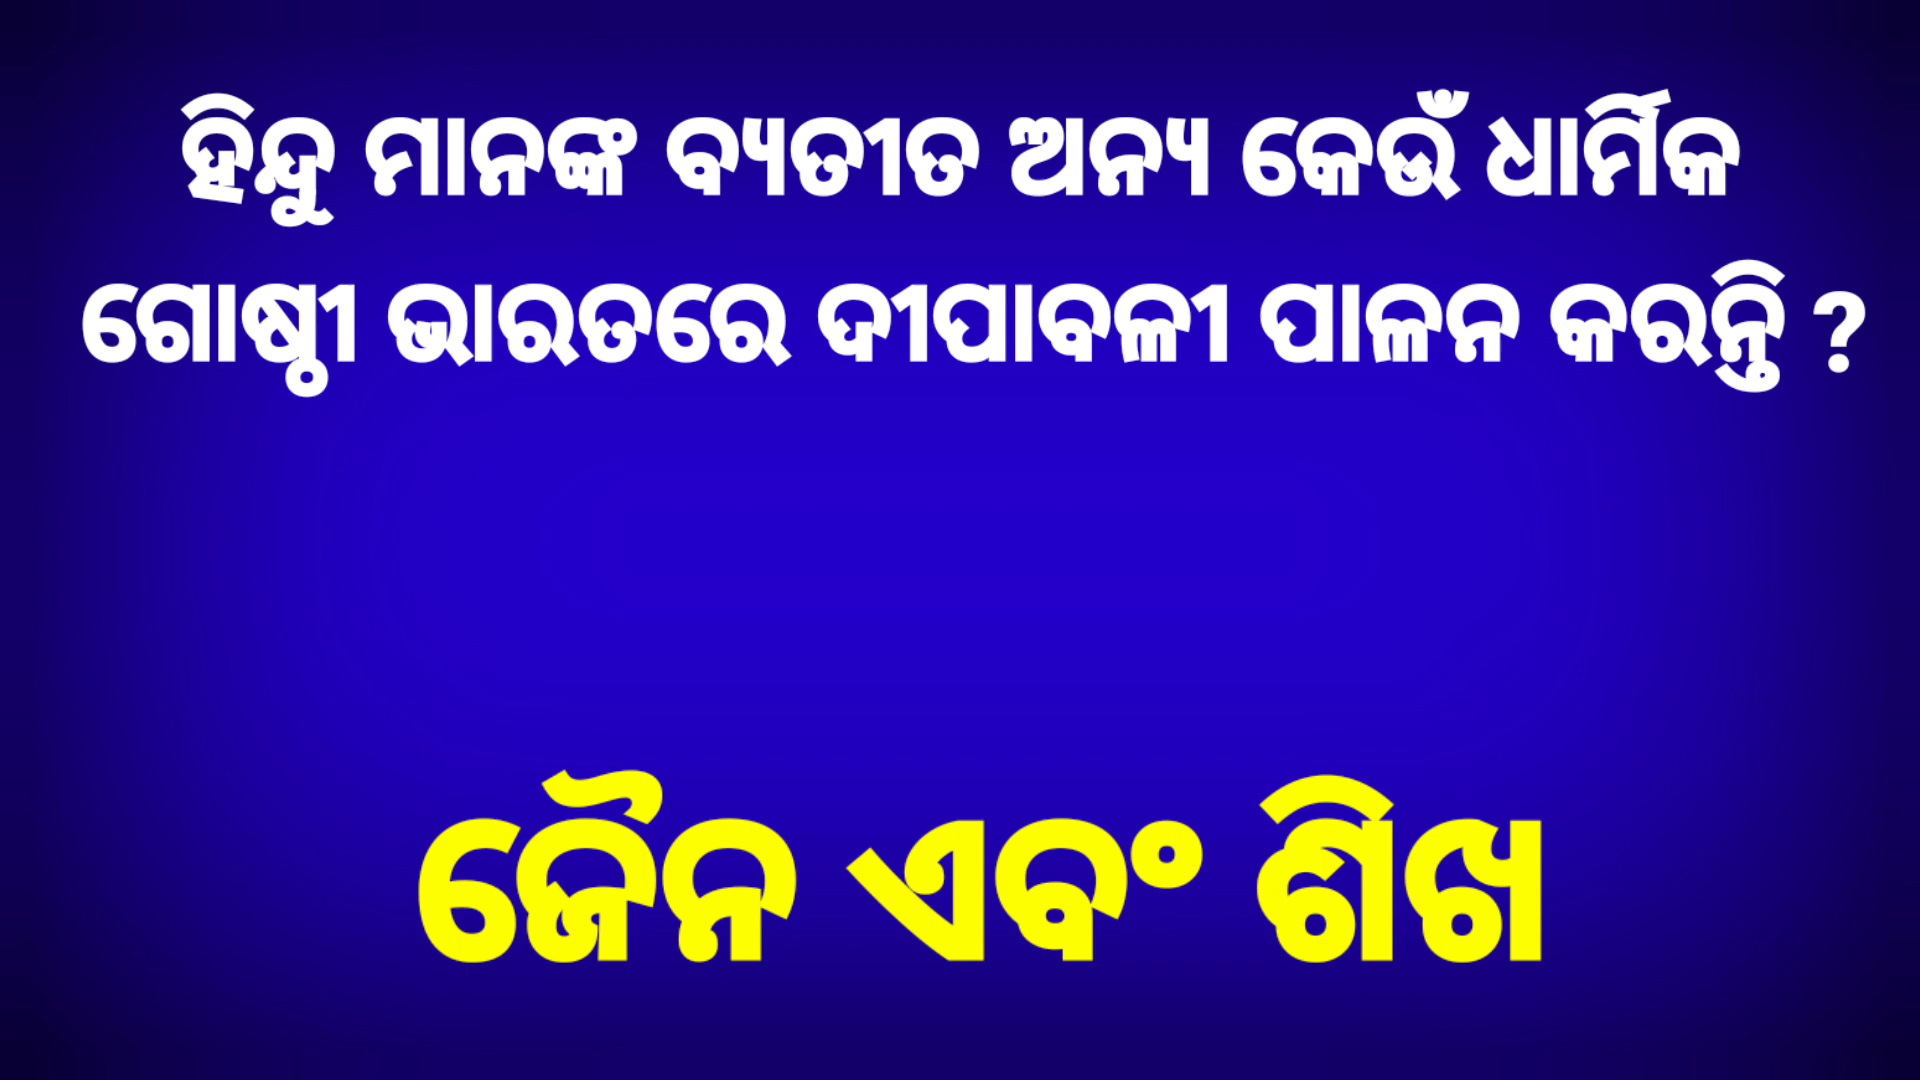 ହିନ୍ଦୁ ମାନଙ୍କ ବ୍ୟତୀତ ଅନ୍ୟ କେଉଁ ଧାର୍ମିକ
ଗୋଷ୍ଠୀ ଭାରତରେ ଦୀପାବଳୀ ପାଳନ କରନ୍ତି ?
ଜୈନ ଏବଂ ଶିଖ